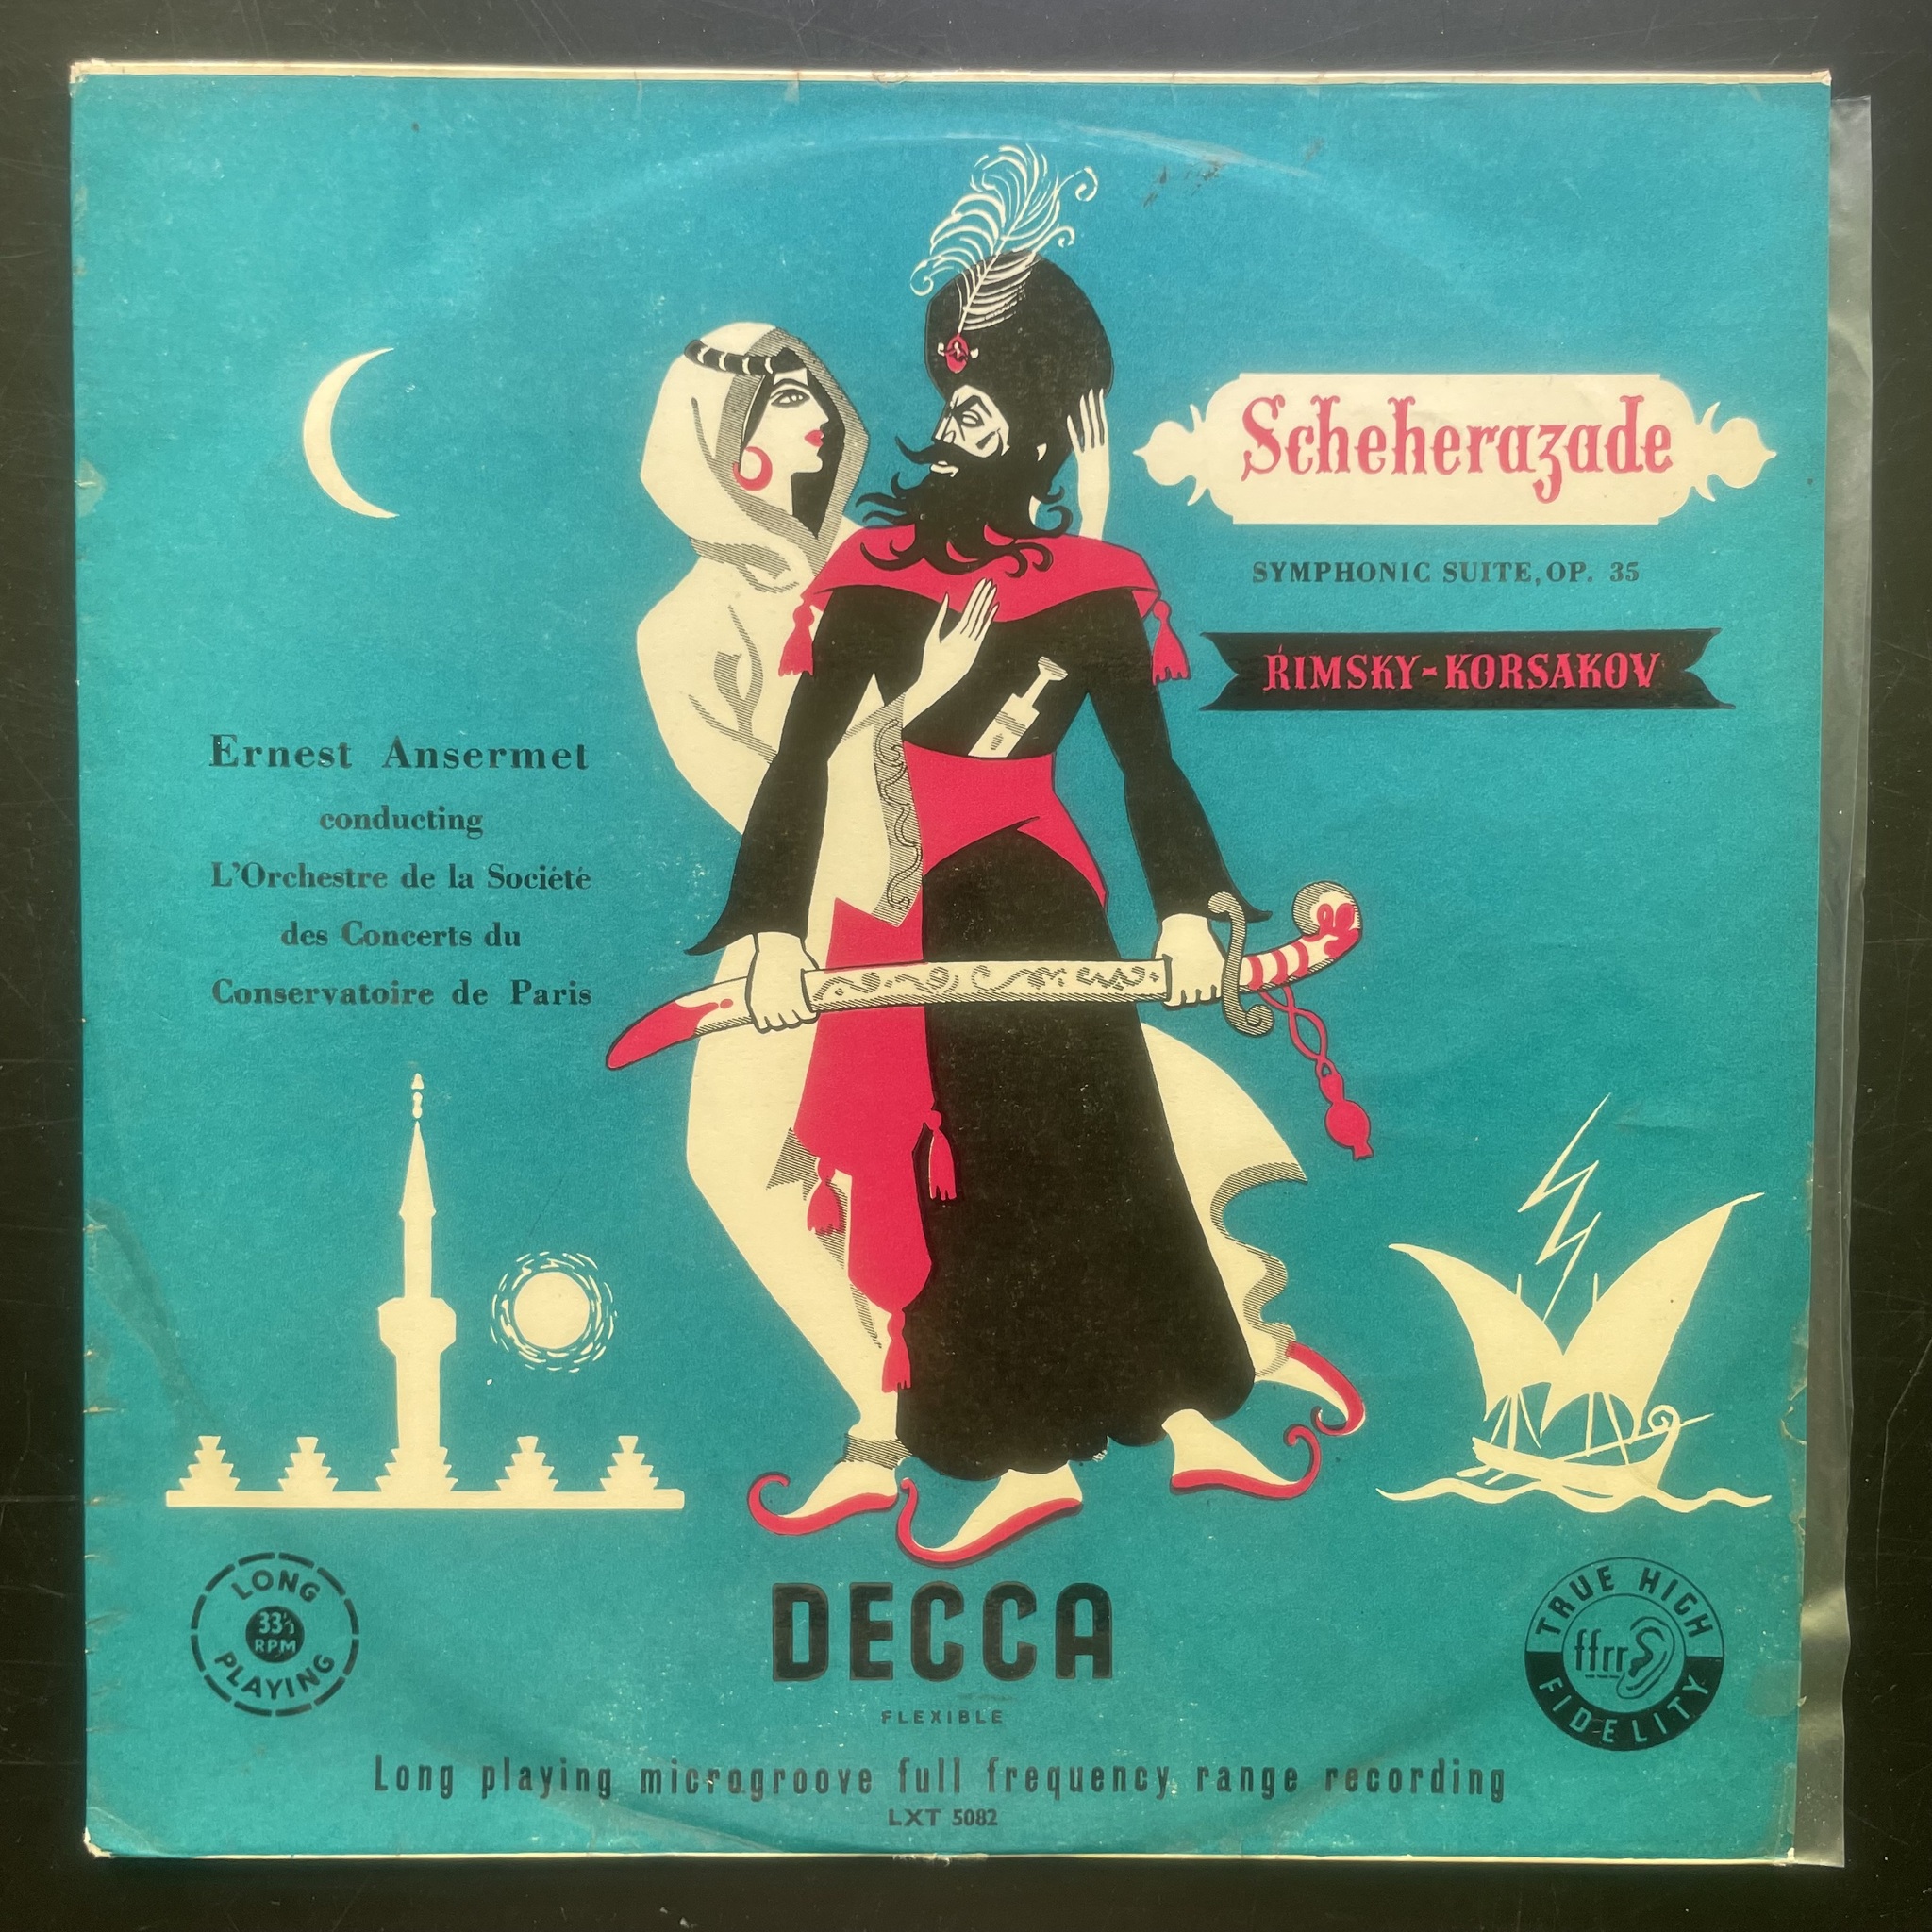 Scheherazade
SYMPHONIC SUITE, OP. 35
RIMSKY-KORSAKOV
Ernest Ansermet
conducting
L'Orchestre de la Société
des Concerts du
Conservatoire de Paris
LONG
33⅓
RPM
PLAYING
DECCA
FLEXIBLE
TRUE HIGH
ffrr
FIDELITY
Long playing microgroove full frequency range recording
LXT 5082